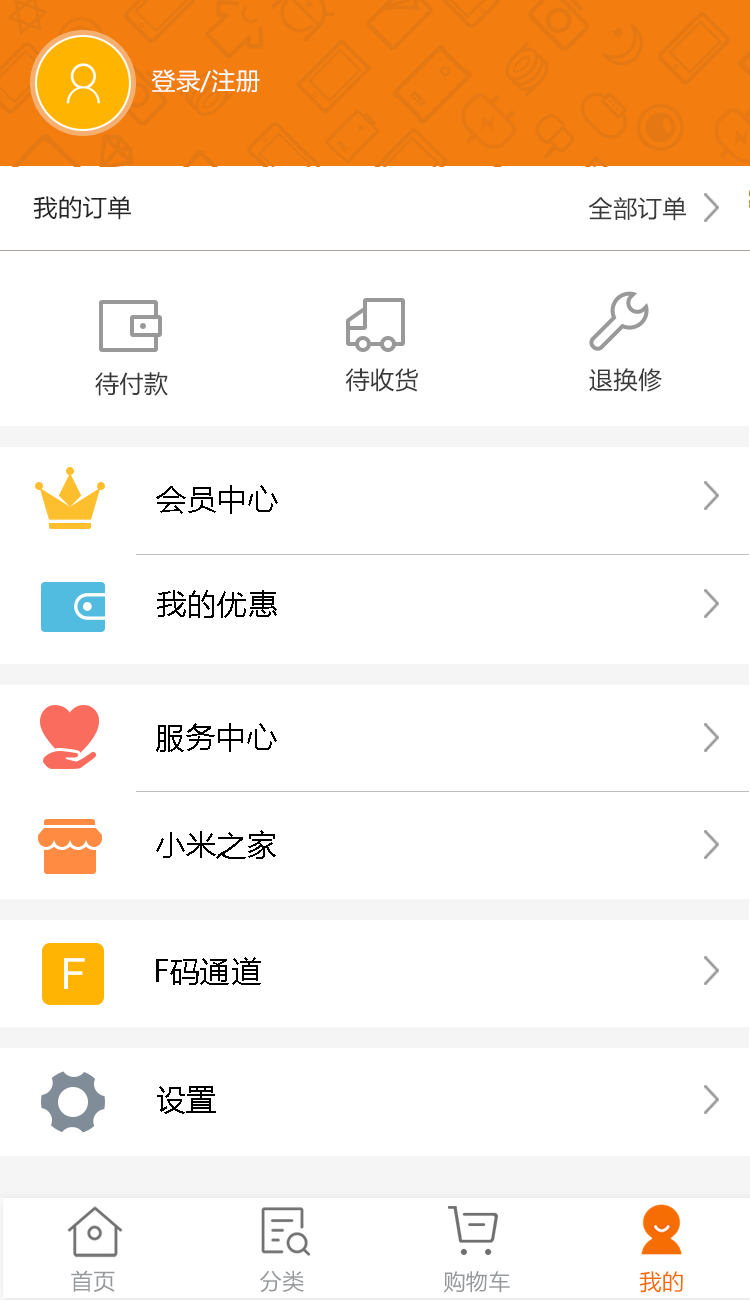 登录/注册
我的订单 全部订单
待付款 待收货 退换修
会员中心
我的优惠
服务中心
小米之家
F F码通道
设置
首页 分类 购物车 我的